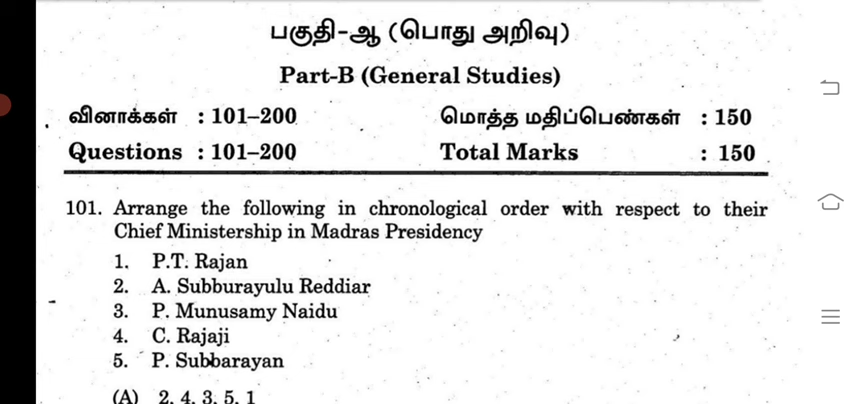 பகுதி-ஆ (பொது அறிவு)
Part-B (General Studies)
வினாக்கள் : 101–200 மொத்த மதிப்பெண்கள் : 150
Questions : 101–200 Total Marks : 150
101. Arrange the following in chronological order with respect to their
Chief Ministership in Madras Presidency
1. P.T. Rajan
2. A. Subburayulu Reddiar
3. P. Munusamy Naidu
4. C. Rajaji
5. P. Subbarayan
(A) 2, 4, 3, 5, 1